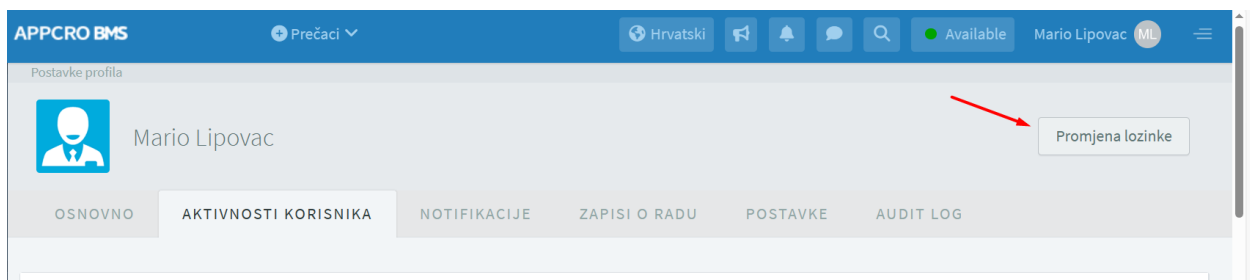 APPCRO BMS Prečaci Hrvatski Available Mario Lipovac ML
Postavke profila
Mario Lipovac
Promjena lozinke
OSNOVNO AKTIVNOSTI KORISNIKA NOTIFIKACIJE ZAPISI O RADU POSTAVKE AUDIT LOG